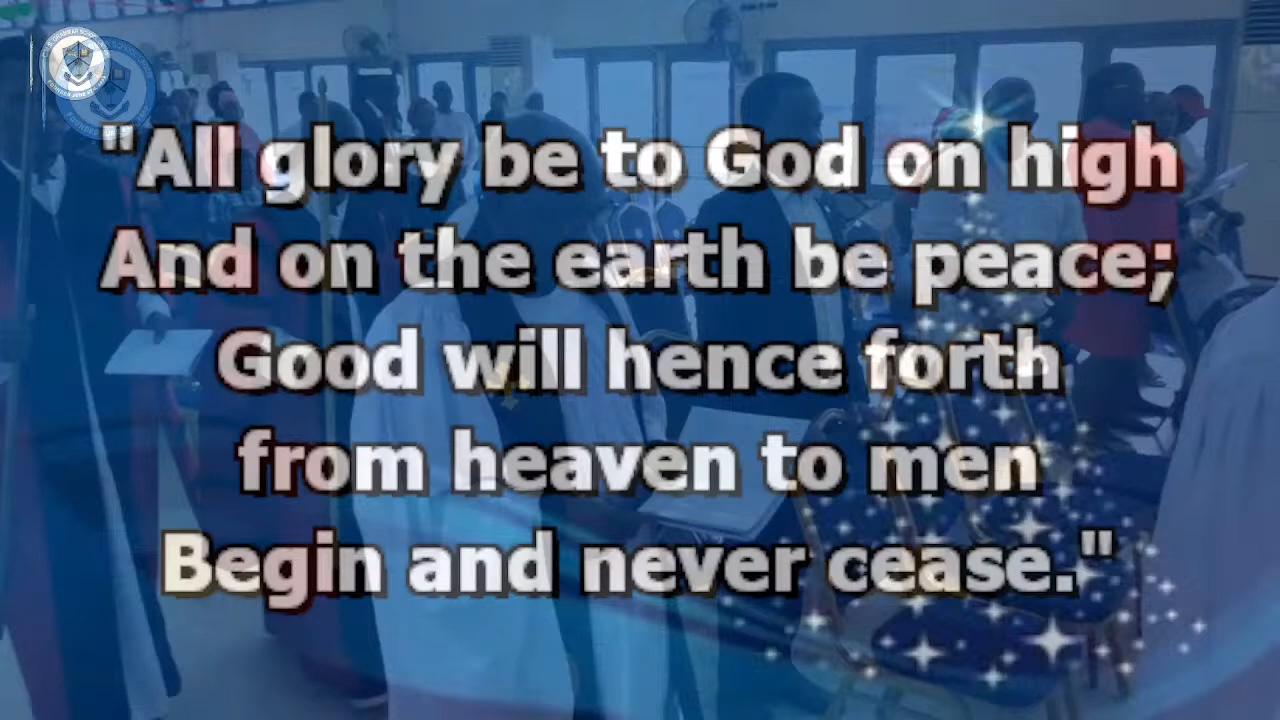 "All glory be to God on high
And on the earth be peace;
Good will hence forth
from heaven to men
Begin and never cease."